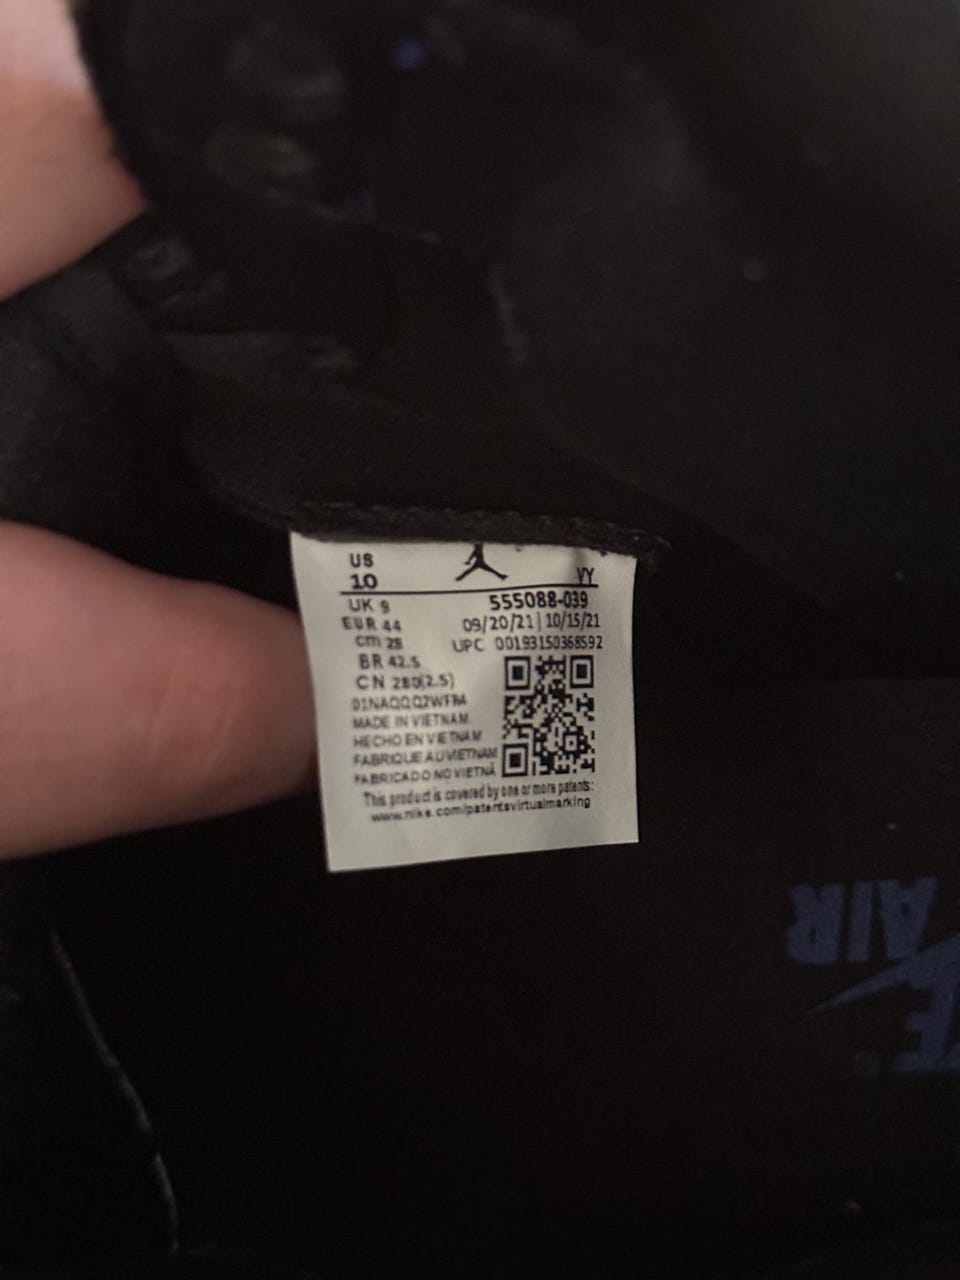 US
10
VY
UK 9
555088-039
EUR 44
09/20/21 | 10/15/21
cm 28
UPC 00193150368592
BR 42.5
CN 280(2.5)
MADE IN VIETNAM
HECHO EN VIETNAM
FABRIQUE AU VIETNAM
FABRICADO NO VIETNÃ
This product is covered by one or more patents:
www.nike.com/patentsvirtualmarking
AIR